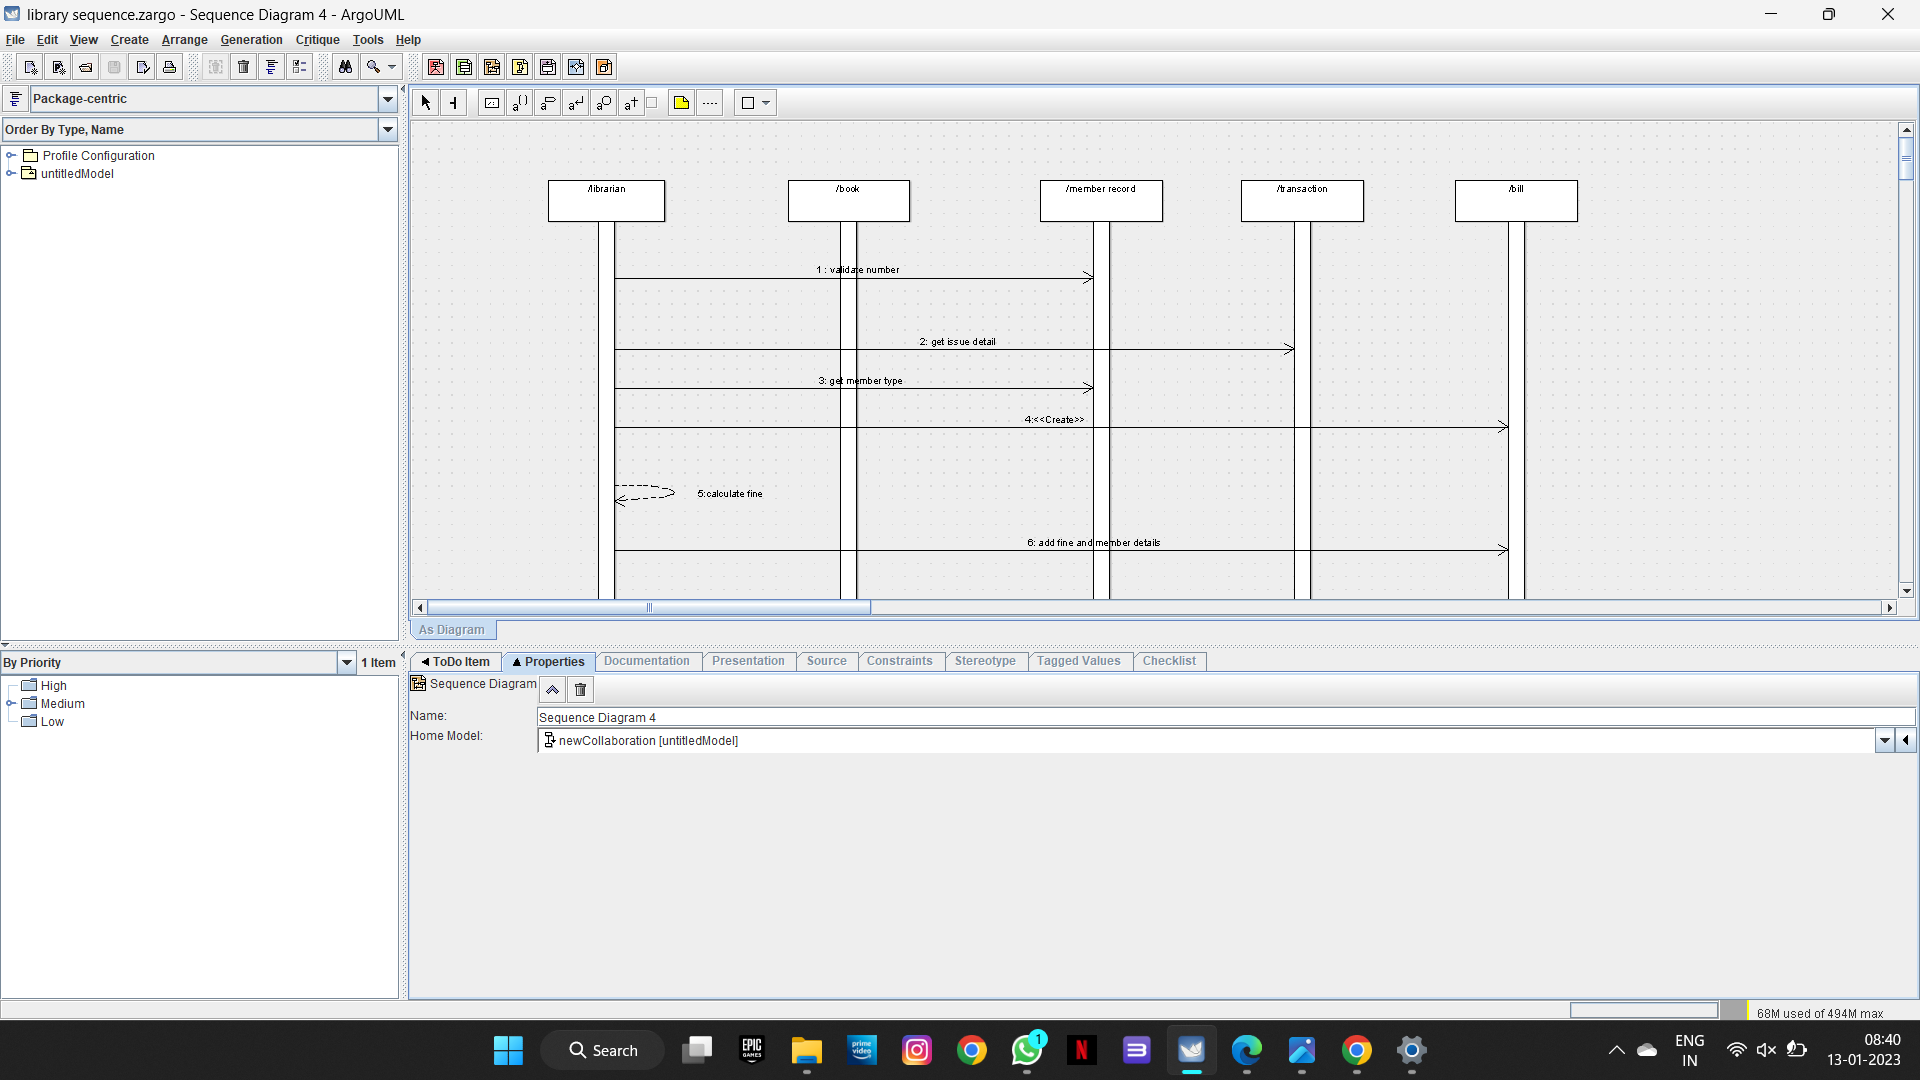 library sequence.zargo - Sequence Diagram 4 - ArgoUML
File Edit View Create Arrange Generation Critique Tools Help
Package-centric
Order By Type, Name
Profile Configuration
untitledModel
/librarian
/book
/member record
/transaction
/bill
1 : validate number
2: get issue detail
3: get member type
4:<<Create>>
5:calculate fine
6: add fine and member details
As Diagram
By Priority
1 Item
High
Medium
Low
ToDo Item
Properties
Documentation
Presentation
Source
Constraints
Stereotype
Tagged Values
Checklist
Sequence Diagram
Name:
Sequence Diagram 4
Home Model:
newCollaboration [untitledModel]
68M used of 494M max
Search
EPIC
GAMES
prime
video
1
N
ENG
IN
08:40
13-01-2023